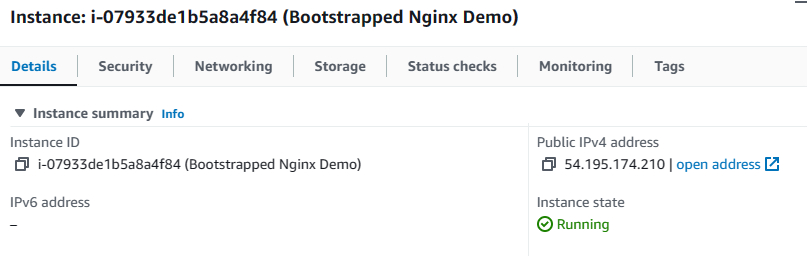 Instance: i-07933de1b5a8a4f84 (Bootstrapped Nginx Demo)
Details Security Networking Storage Status checks Monitoring Tags
Instance summary Info
Instance ID
i-07933de1b5a8a4f84 (Bootstrapped Nginx Demo)
Public IPv4 address
54.195.174.210 | open address
IPv6 address
–
Instance state
Running